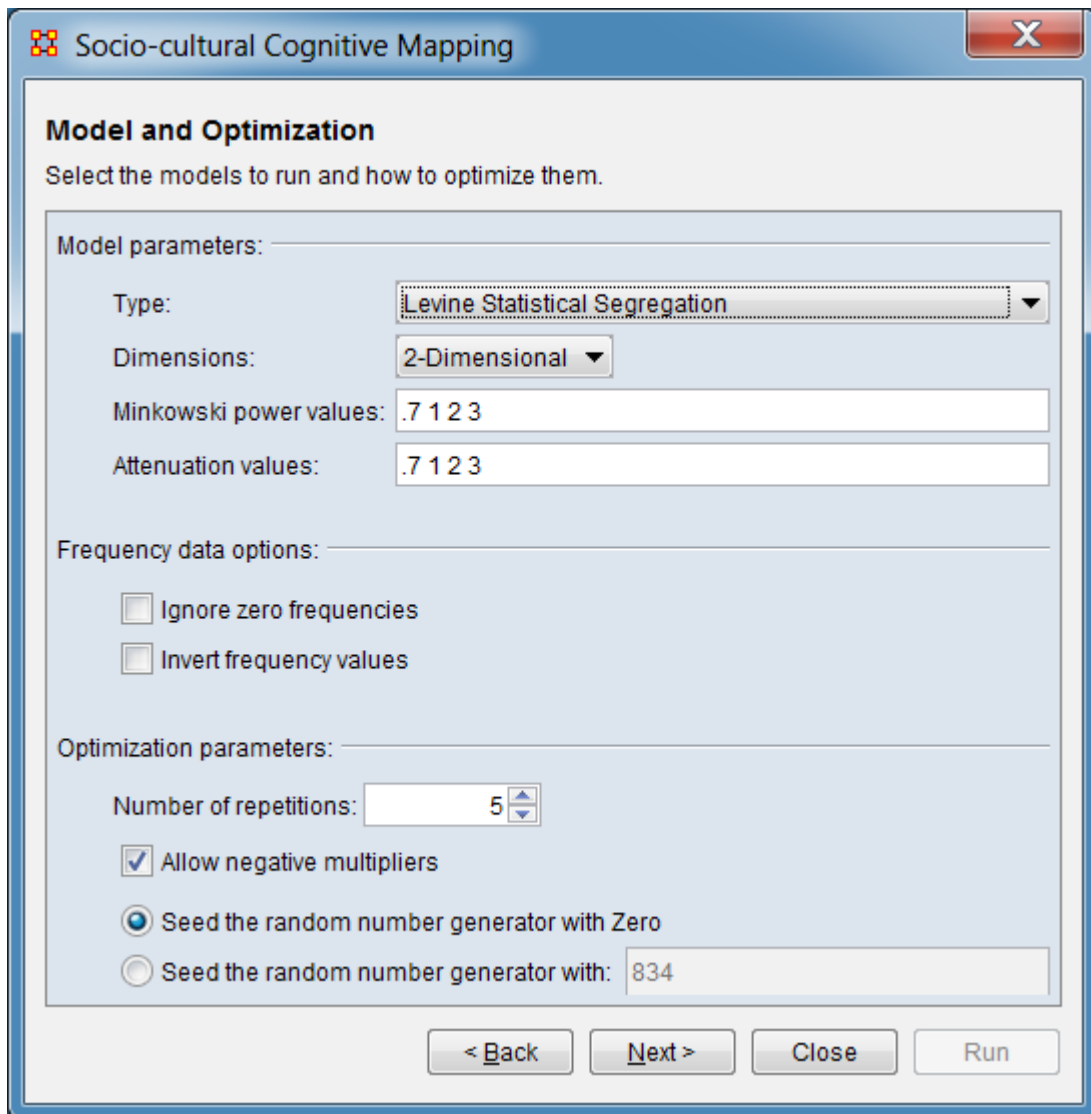 Socio-cultural Cognitive Mapping
X
Model and Optimization
Select the models to run and how to optimize them.
Model parameters:
Type: Levine Statistical Segregation
Dimensions: 2-Dimensional
Minkowski power values: .7 1 2 3
Attenuation values: .7 1 2 3
Frequency data options:
Ignore zero frequencies
Invert frequency values
Optimization parameters:
Number of repetitions: 5
Allow negative multipliers
Seed the random number generator with Zero
Seed the random number generator with: 834
< Back Next > Close Run